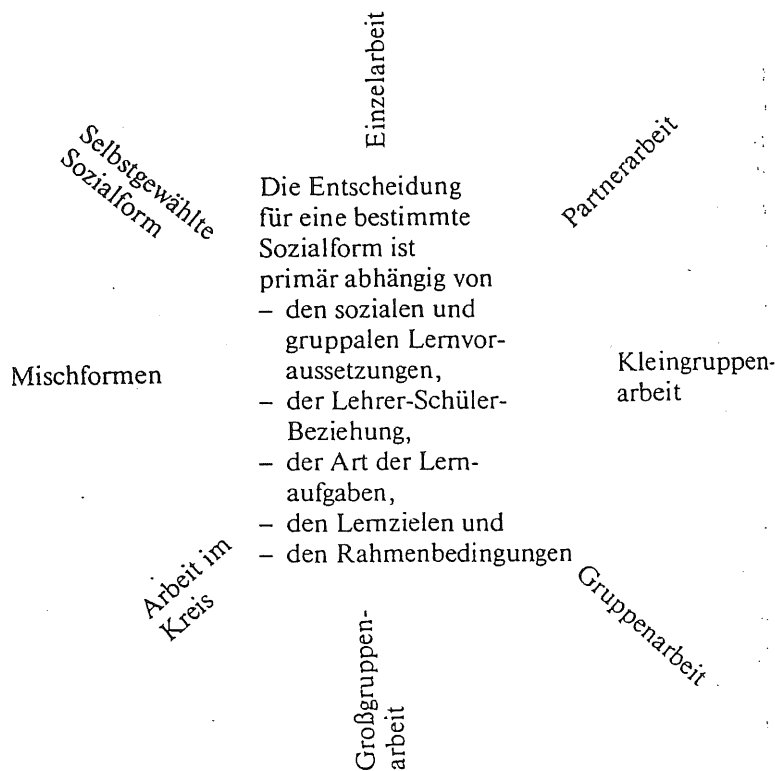 Einzelarbeit
Partnerarbeit
Kleingruppen-
arbeit
Gruppenarbeit
Großgruppen-
arbeit
Arbeit im
Kreis
Mischformen
Selbstgewählte
Sozialform
Die Entscheidung
für eine bestimmte
Sozialform ist
primär abhängig von
– den sozialen und
gruppalen Lernvor-
aussetzungen,
– der Lehrer-Schüler-
Beziehung,
– der Art der Lern-
aufgaben,
– den Lernzielen und
– den Rahmenbedingungen